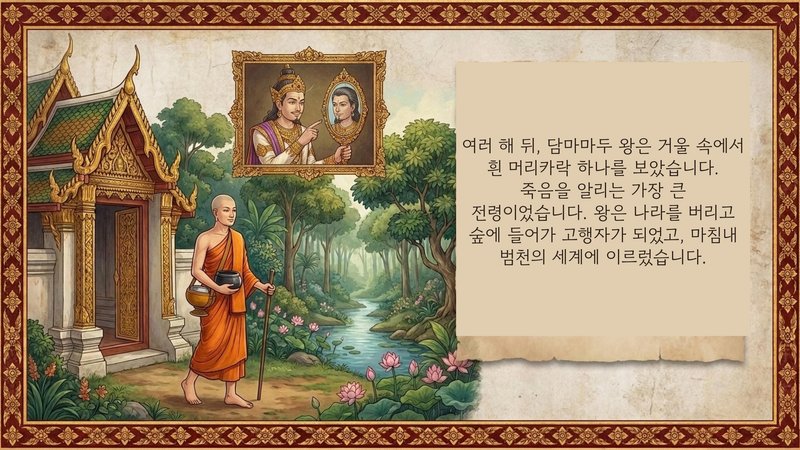 여러 해 뒤, 담마마두 왕은 거울 속에서
흰 머리카락 하나를 보았습니다.
죽음을 알리는 가장 큰
전령이었습니다. 왕은 나라를 버리고
숲에 들어가 고행자가 되었고, 마침내
범천의 세계에 이르렀습니다.